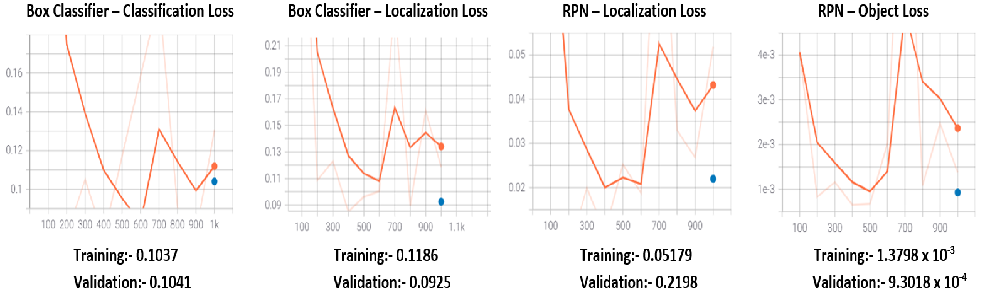 Box Classifier – Classification Loss
0.16
0.14
0.12
0.1
100 200 300 400 500 600 700 800 900 1k
Training:- 0.1037
Validation:- 0.1041
Box Classifier – Localization Loss
0.21
0.19
0.17
0.15
0.13
0.11
0.09
100 300 500 700 900 1.1k
Training:- 0.1186
Validation:- 0.0925
RPN – Localization Loss
0.05
0.04
0.03
0.02
100 300 500 700 900
Training:- 0.05179
Validation:- 0.2198
RPN – Object Loss
4e-3
3e-3
2e-3
1e-3
100 300 500 700 900
Training:- 1.3798 x 10⁻³
Validation:- 9.3018 x 10⁻⁴